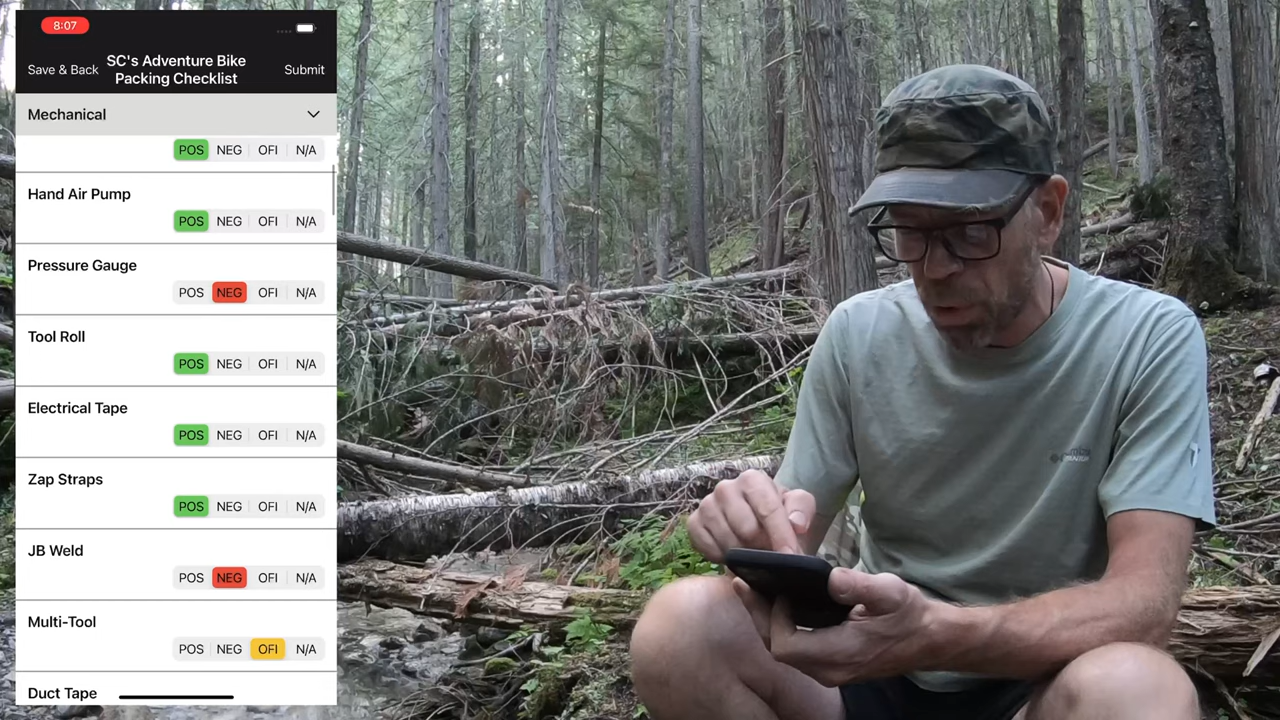 8:07
Save & Back
SC's Adventure Bike
Packing Checklist
Submit
Mechanical
POS NEG OFI N/A
Hand Air Pump
POS NEG OFI N/A
Pressure Gauge
POS NEG OFI N/A
Tool Roll
POS NEG OFI N/A
Electrical Tape
POS NEG OFI N/A
Zap Straps
POS NEG OFI N/A
JB Weld
POS NEG OFI N/A
Multi-Tool
POS NEG OFI N/A
Duct Tape